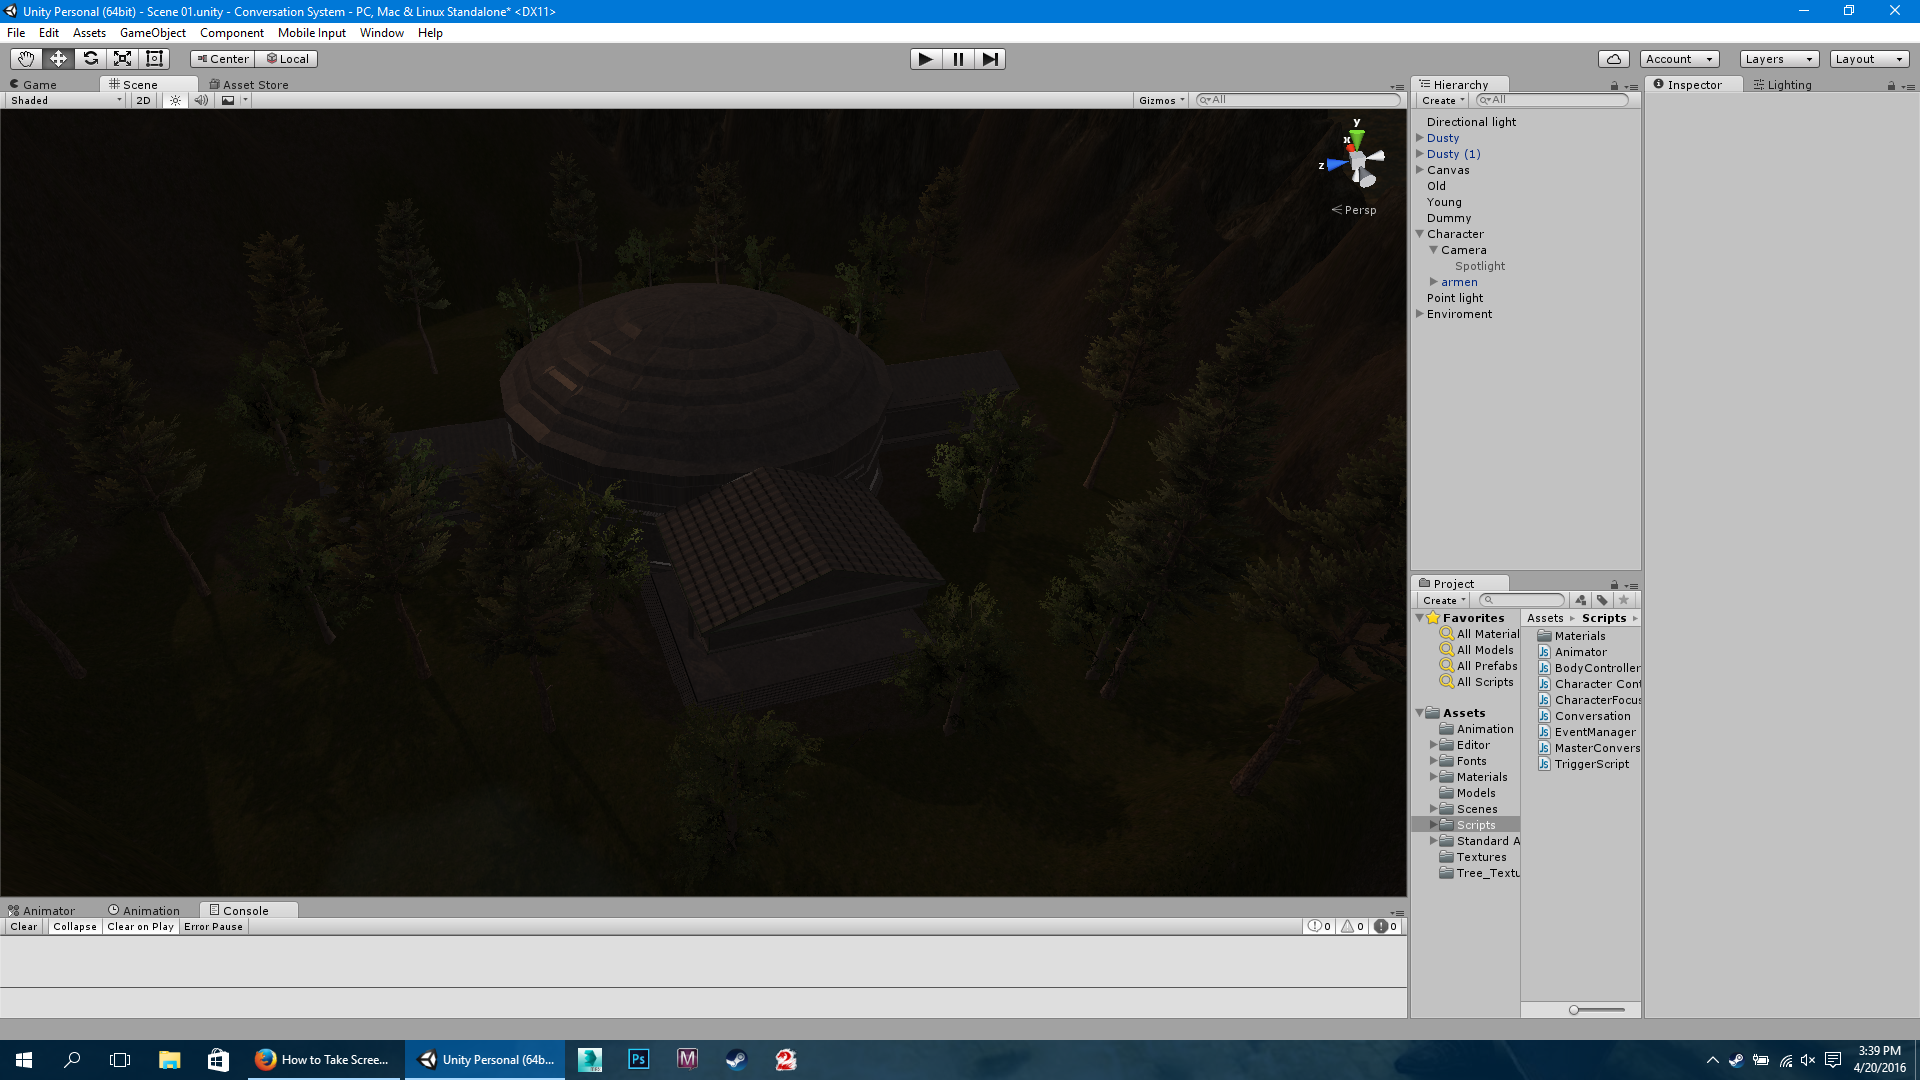 Unity Personal (64bit) - Scene 01.unity - Conversation System - PC, Mac & Linux Standalone* <DX11>
File Edit Assets GameObject Component Mobile Input Window Help
Center Local Account Layers Layout
Game Scene Asset Store
Shaded 2D Gizmos All
y
x
z
Persp
Hierarchy
Create All
Directional light
Dusty
Dusty (1)
Canvas
Old
Young
Dummy
Character
Camera
Spotlight
armen
Point light
Enviroment
Inspector Lighting
Project
Create
Favorites
All Material
All Models
All Prefabs
All Scripts
Assets
Animation
Editor
Fonts
Materials
Models
Scenes
Scripts
Standard A
Textures
Tree_Textu
Assets Scripts
Materials
Animator
BodyController
Character Cont
CharacterFocus
Conversation
EventManager
MasterConvers
TriggerScript
Animator Animation Console
Clear Collapse Clear on Play Error Pause 0 0 0
How to Take Scree... Unity Personal (64b... Ps M 2
3:39 PM
4/20/2016